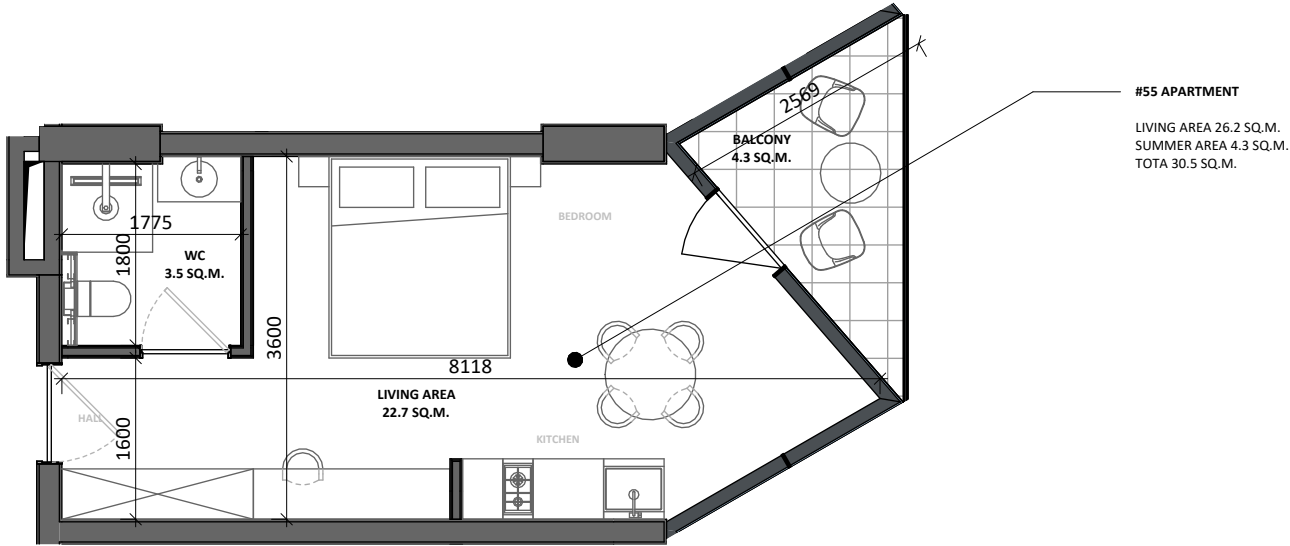 #55 APARTMENT
LIVING AREA 26.2 SQ.M.
SUMMER AREA 4.3 SQ.M.
TOTA 30.5 SQ.M.
2569
BALCONY
4.3 SQ.M.
1775
1800
WC
3.5 SQ.M.
BEDROOM
3600
8118
LIVING AREA
22.7 SQ.M.
HALL
1600
KITCHEN